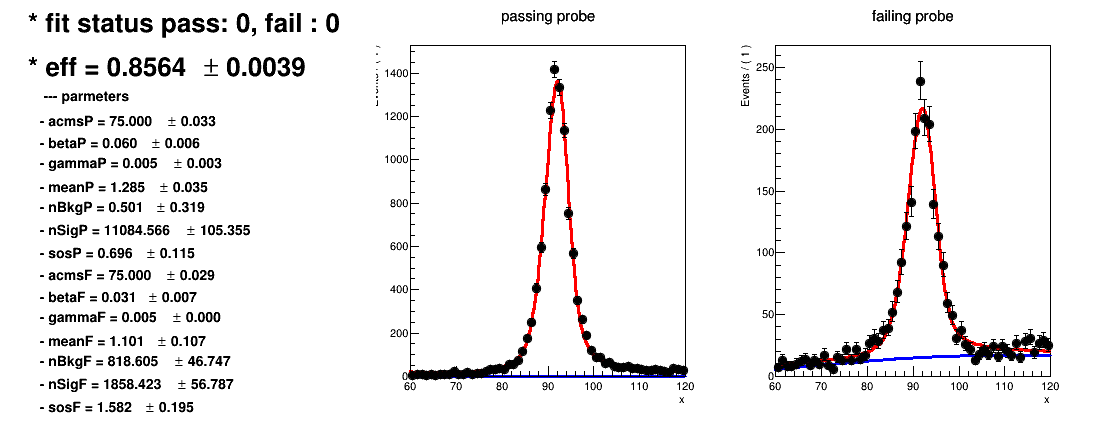 * fit status pass: 0, fail : 0
* eff = 0.8564 ± 0.0039
--- parmeters
- acmsP = 75.000 ± 0.033
- betaP = 0.060 ± 0.006
- gammaP = 0.005 ± 0.003
- meanP = 1.285 ± 0.035
- nBkgP = 0.501 ± 0.319
- nSigP = 11084.566 ± 105.355
- sosP = 0.696 ± 0.115
- acmsF = 75.000 ± 0.029
- betaF = 0.031 ± 0.007
- gammaF = 0.005 ± 0.000
- meanF = 1.101 ± 0.107
- nBkgF = 818.605 ± 46.747
- nSigF = 1858.423 ± 56.787
- sosF = 1.582 ± 0.195
passing probe
1400
1200
1000
800
600
400
200
0
60 70 80 90 100 110 120
x
failing probe
Events / ( 1 )
250
200
150
100
50
0
60 70 80 90 100 110 120
x